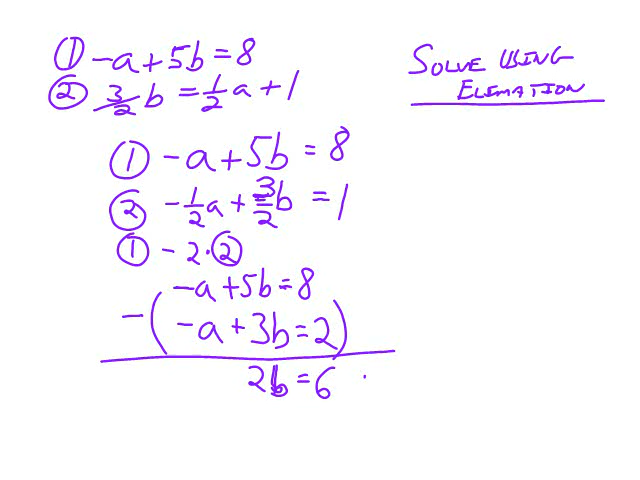 ① -a+5b=8
② 3/2 b = 1/2 a + 1
SOLVE USING
ELIMATION
① -a+5b = 8
② -1/2 a + 3/2 b = 1
① - 2·②
-a+5b=8
-(-a+3b=2)
2b=6